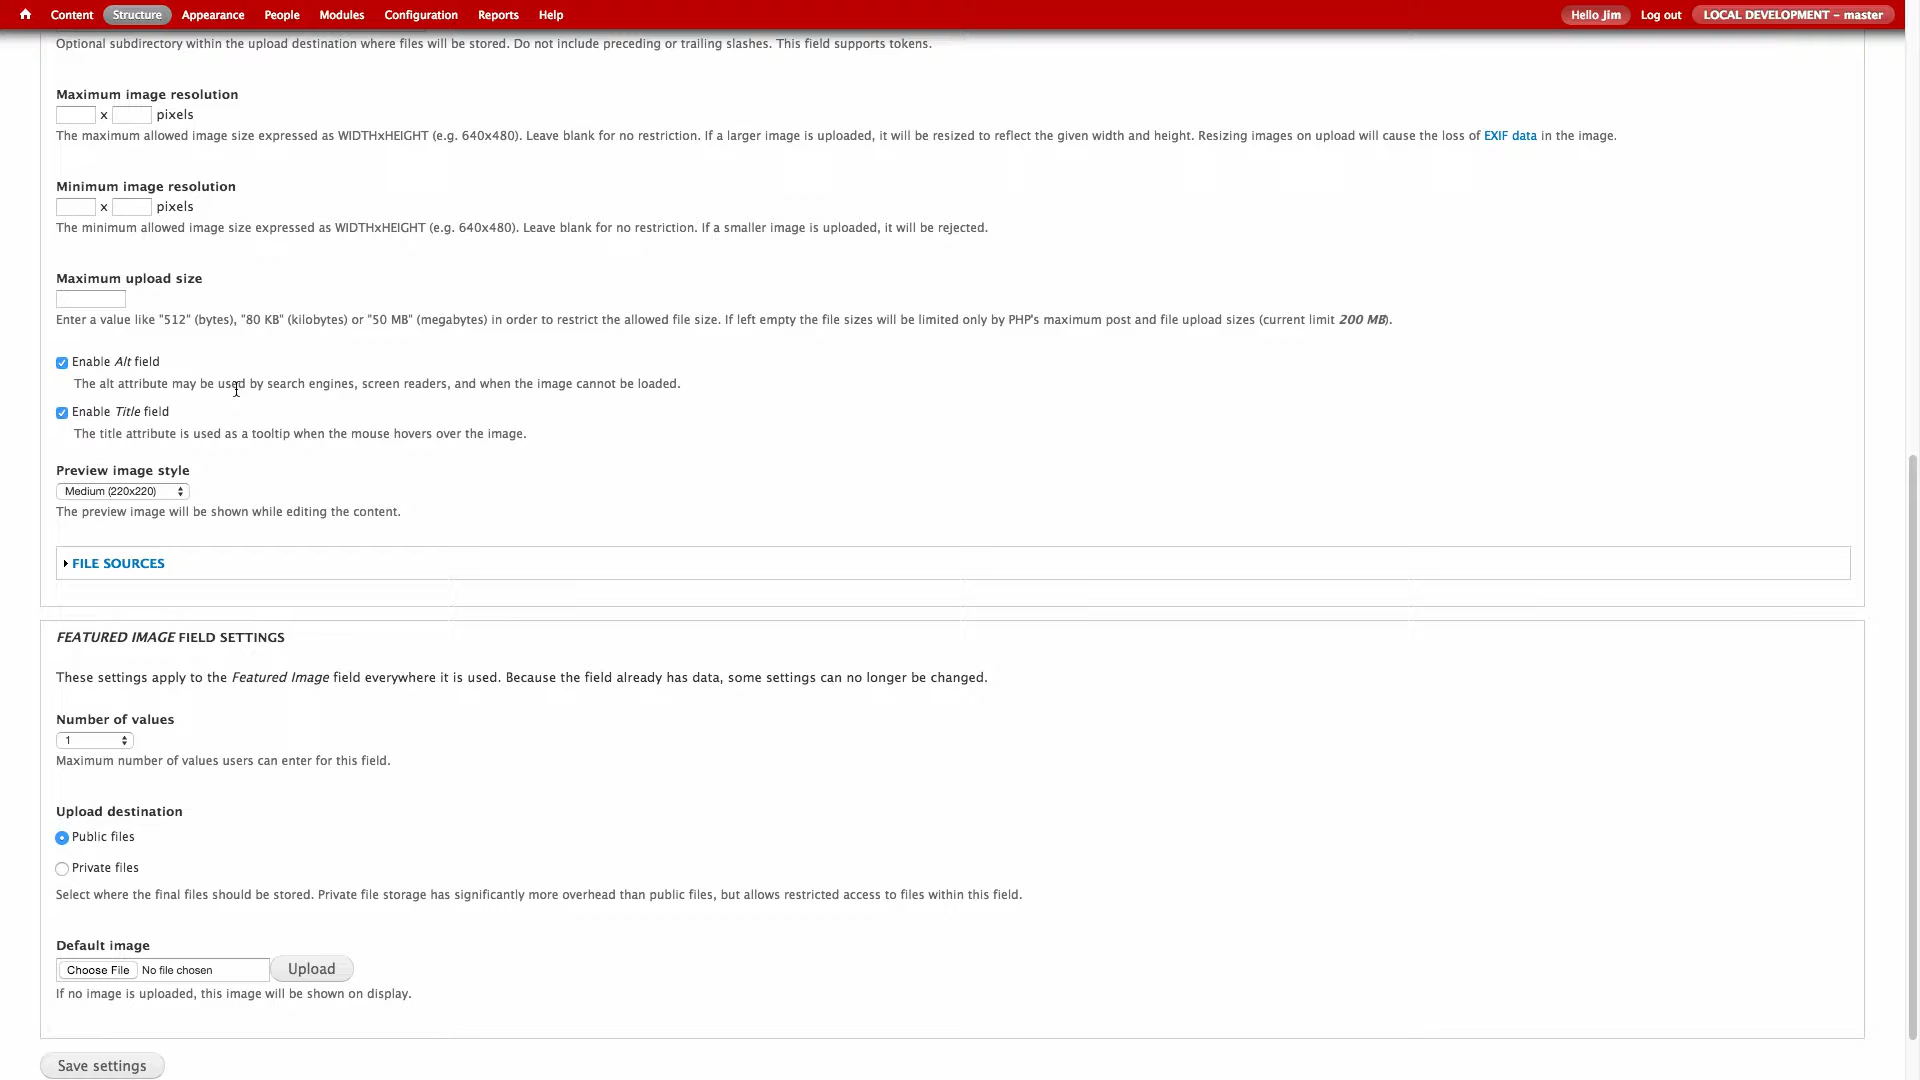 Content Structure Appearance People Modules Configuration Reports Help Hello Jim Log out LOCAL DEVELOPMENT - master
Optional subdirectory within the upload destination where files will be stored. Do not include preceding or trailing slashes. This field supports tokens.
Maximum image resolution
x pixels
The maximum allowed image size expressed as WIDTHxHEIGHT (e.g. 640x480). Leave blank for no restriction. If a larger image is uploaded, it will be resized to reflect the given width and height. Resizing images on upload will cause the loss of EXIF data in the image.
Minimum image resolution
x pixels
The minimum allowed image size expressed as WIDTHxHEIGHT (e.g. 640x480). Leave blank for no restriction. If a smaller image is uploaded, it will be rejected.
Maximum upload size
Enter a value like "512" (bytes), "80 KB" (kilobytes) or "50 MB" (megabytes) in order to restrict the allowed file size. If left empty the file sizes will be limited only by PHP's maximum post and file upload sizes (current limit 200 MB).
Enable Alt field
The alt attribute may be used by search engines, screen readers, and when the image cannot be loaded.
Enable Title field
The title attribute is used as a tooltip when the mouse hovers over the image.
Preview image style
Medium (220x220)
The preview image will be shown while editing the content.
FILE SOURCES
FEATURED IMAGE FIELD SETTINGS
These settings apply to the Featured Image field everywhere it is used. Because the field already has data, some settings can no longer be changed.
Number of values
1
Maximum number of values users can enter for this field.
Upload destination
Public files
Private files
Select where the final files should be stored. Private file storage has significantly more overhead than public files, but allows restricted access to files within this field.
Default image
Choose File No file chosen Upload
If no image is uploaded, this image will be shown on display.
Save settings